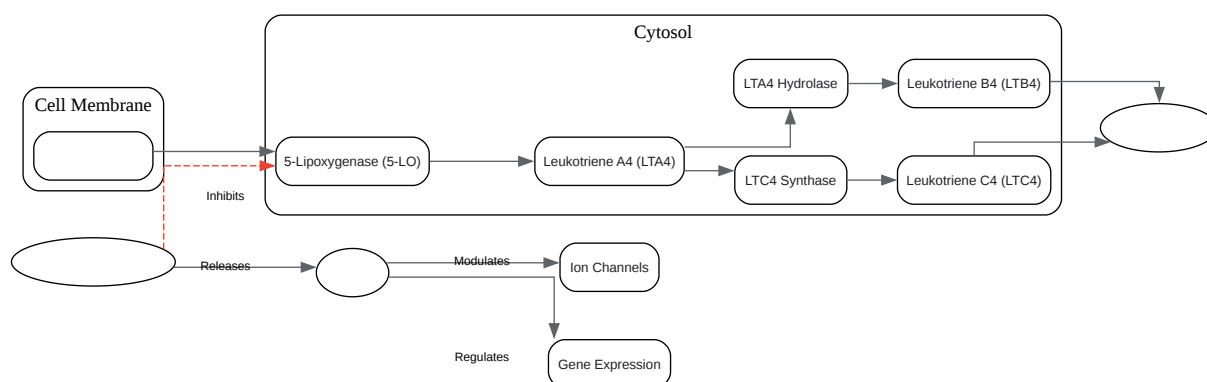 Cytosol
Cell Membrane
LTA4 Hydrolase
Leukotriene B4 (LTB4)
5-Lipoxygenase (5-LO)
Leukotriene A4 (LTA4)
LTC4 Synthase
Leukotriene C4 (LTC4)
Inhibits
Releases
Modulates
Ion Channels
Regulates
Gene Expression